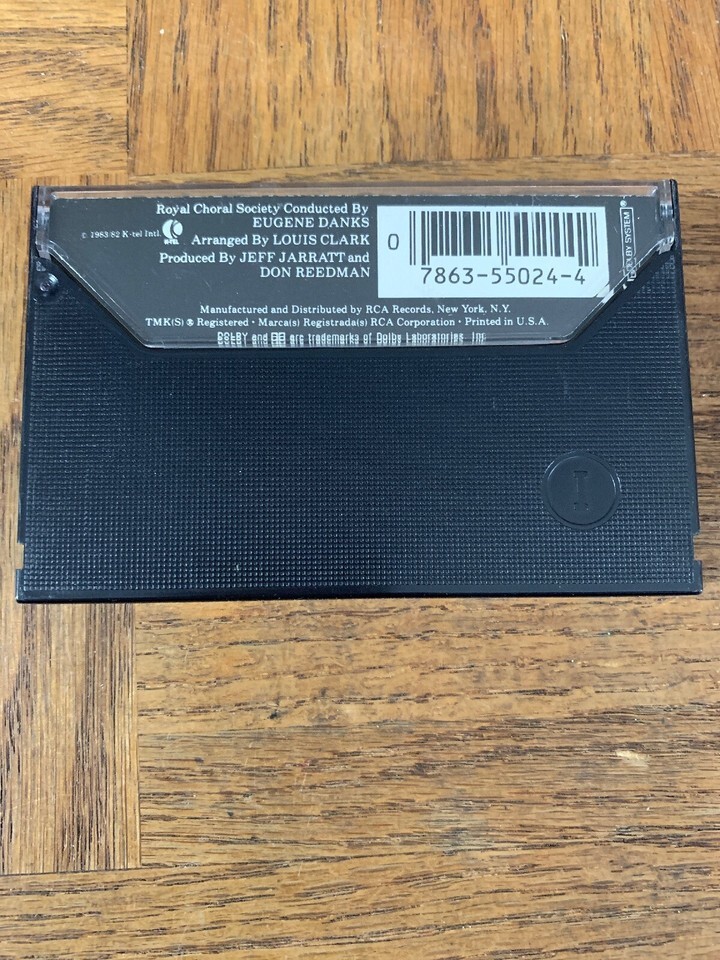 Royal Choral Society Conducted By
EUGENE DANKS
Arranged By LOUIS CLARK
Produced By JEFF JARRATT and
DON REEDMAN
© 1983/82 K-tel Intl.
K-TEL
0
7863-55024-4
DOLBY SYSTEM®
Manufactured and Distributed by RCA Records, New York, N.Y.
TMK(S) ® Registered · Marca(s) Registrada(s) RCA Corporation · Printed in U.S.A.
DOLBY and are trademarks of Dolby Laboratories Inc